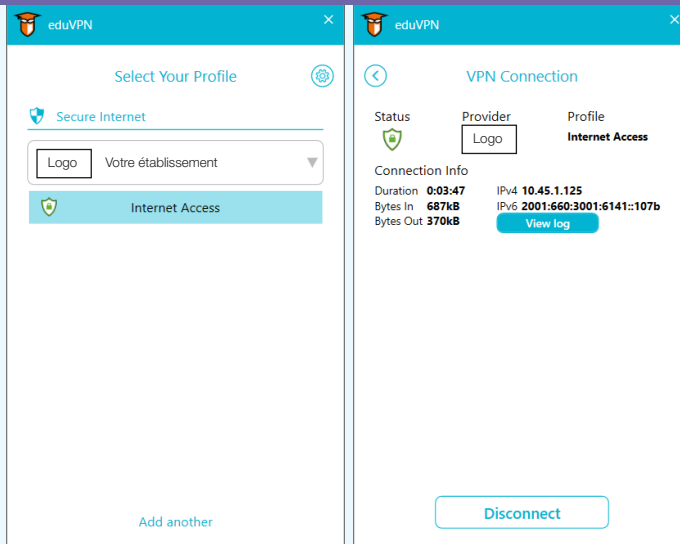 eduVPN
Select Your Profile
Secure Internet
Logo Votre établissement
Internet Access
Add another
eduVPN
VPN Connection
Status Provider Profile
Logo Internet Access
Connection Info
Duration 0:03:47 IPv4 10.45.1.125
Bytes In 687kB IPv6 2001:660:3001:6141::107b
Bytes Out 370kB View log
Disconnect